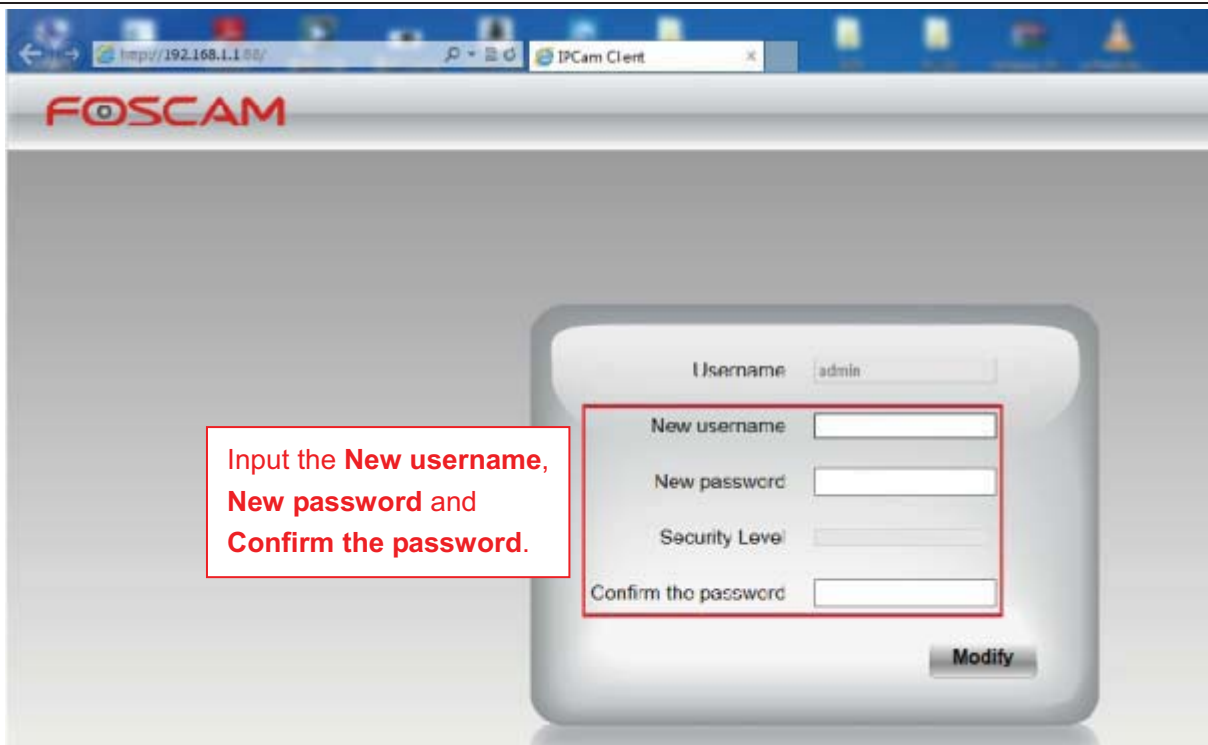 http://192.168.1.1:88/
IPCam Client
FOSCAM
Username admin
New username
New password
Security Level
Confirm the password
Modify
Input the New username,
New password and
Confirm the password.